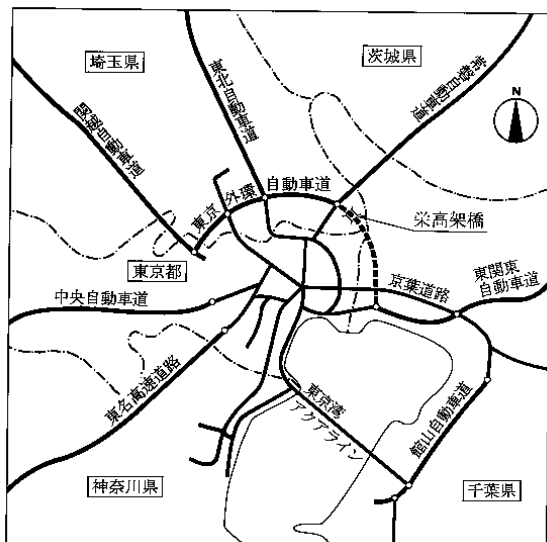 埼玉県
茨城県
東北自動車道
常磐自動車道
関越自動車道
N
東京外環自動車道
栄高架橋
東京都
京葉道路
東関東
自動車道
中央自動車道
東名高速道路
東京湾
アクアライン
館山自動車道
神奈川県
千葉県